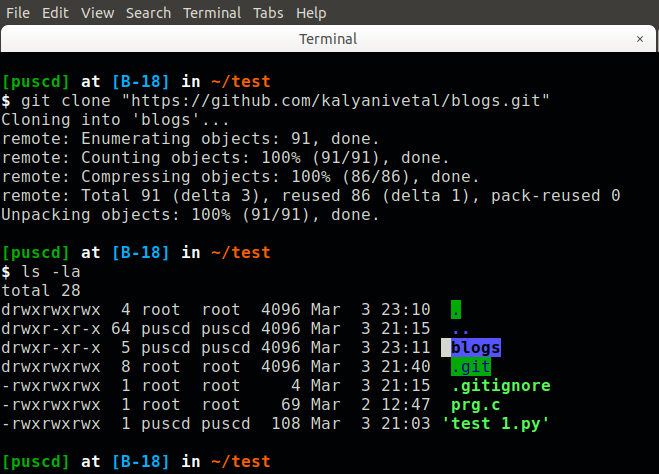 File Edit View Search Terminal Tabs Help
Terminal ×
[puscd] at [B-18] in ~/test
$ git clone "https://github.com/kalyanivetal/blogs.git"
Cloning into 'blogs'...
remote: Enumerating objects: 91, done.
remote: Counting objects: 100% (91/91), done.
remote: Compressing objects: 100% (86/86), done.
remote: Total 91 (delta 3), reused 86 (delta 1), pack-reused 0
Unpacking objects: 100% (91/91), done.
[puscd] at [B-18] in ~/test
$ ls -la
total 28
drwxrwxrwx  4 root  root  4096 Mar  3 23:10  .
drwxr-xr-x 64 puscd puscd 4096 Mar  3 21:15  ..
drwxr-xr-x  5 puscd puscd 4096 Mar  3 23:11  blogs
drwxrwxrwx  8 root  root  4096 Mar  3 21:40  .git
-rwxrwxrwx  1 root  root     4 Mar  3 21:15  .gitignore
-rwxrwxrwx  1 root  root    69 Mar  2 12:47  prg.c
-rwxrwxrwx  1 puscd puscd  108 Mar  3 21:03 'test 1.py'
[puscd] at [B-18] in ~/test